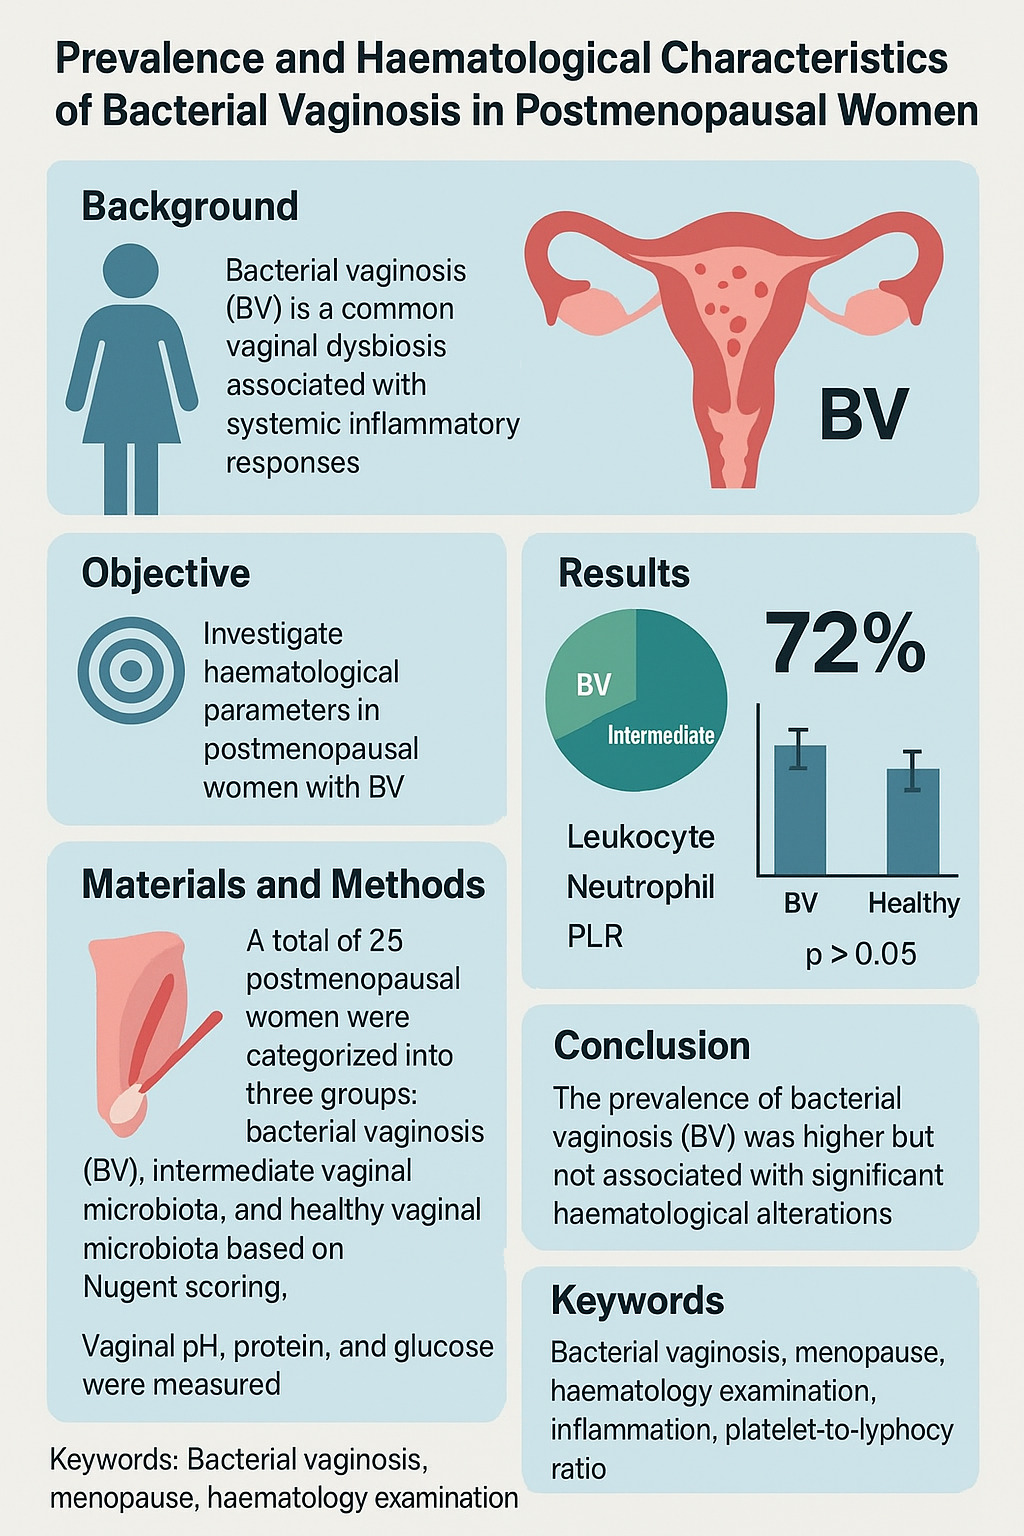 Prevalence and Haematological Characteristics
of Bacterial Vaginosis in Postmenopausal Women
Background
Bacterial vaginosis
(BV) is a common
vaginal dysbiosis
associated with
systemic inflammatory
responses
BV
Objective
Investigate
haematological
parameters in
postmenopausal
women with BV
Materials and Methods
A total of 25
postmenopausal
women were
categorized into
three groups:
bacterial vaginosis
(BV), intermediate vaginal
microbiota, and healthy vaginal
microbiota based on
Nugent scoring,
Vaginal pH, protein, and glucose
were measured
Keywords: Bacterial vaginosis,
menopause, haematology examination
Results
BV
Intermediate
72%
Leukocyte
Neutrophil
PLR
BV Healthy
p > 0.05
Conclusion
The prevalence of bacterial
vaginosis (BV) was higher but
not associated with significant
haematological alterations
Keywords
Bacterial vaginosis, menopause,
haematology examination,
inflammation, platelet-to-lyphocy
ratio